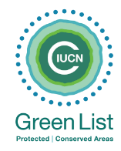 IUCN
Green List
Protected | Conserved Areas